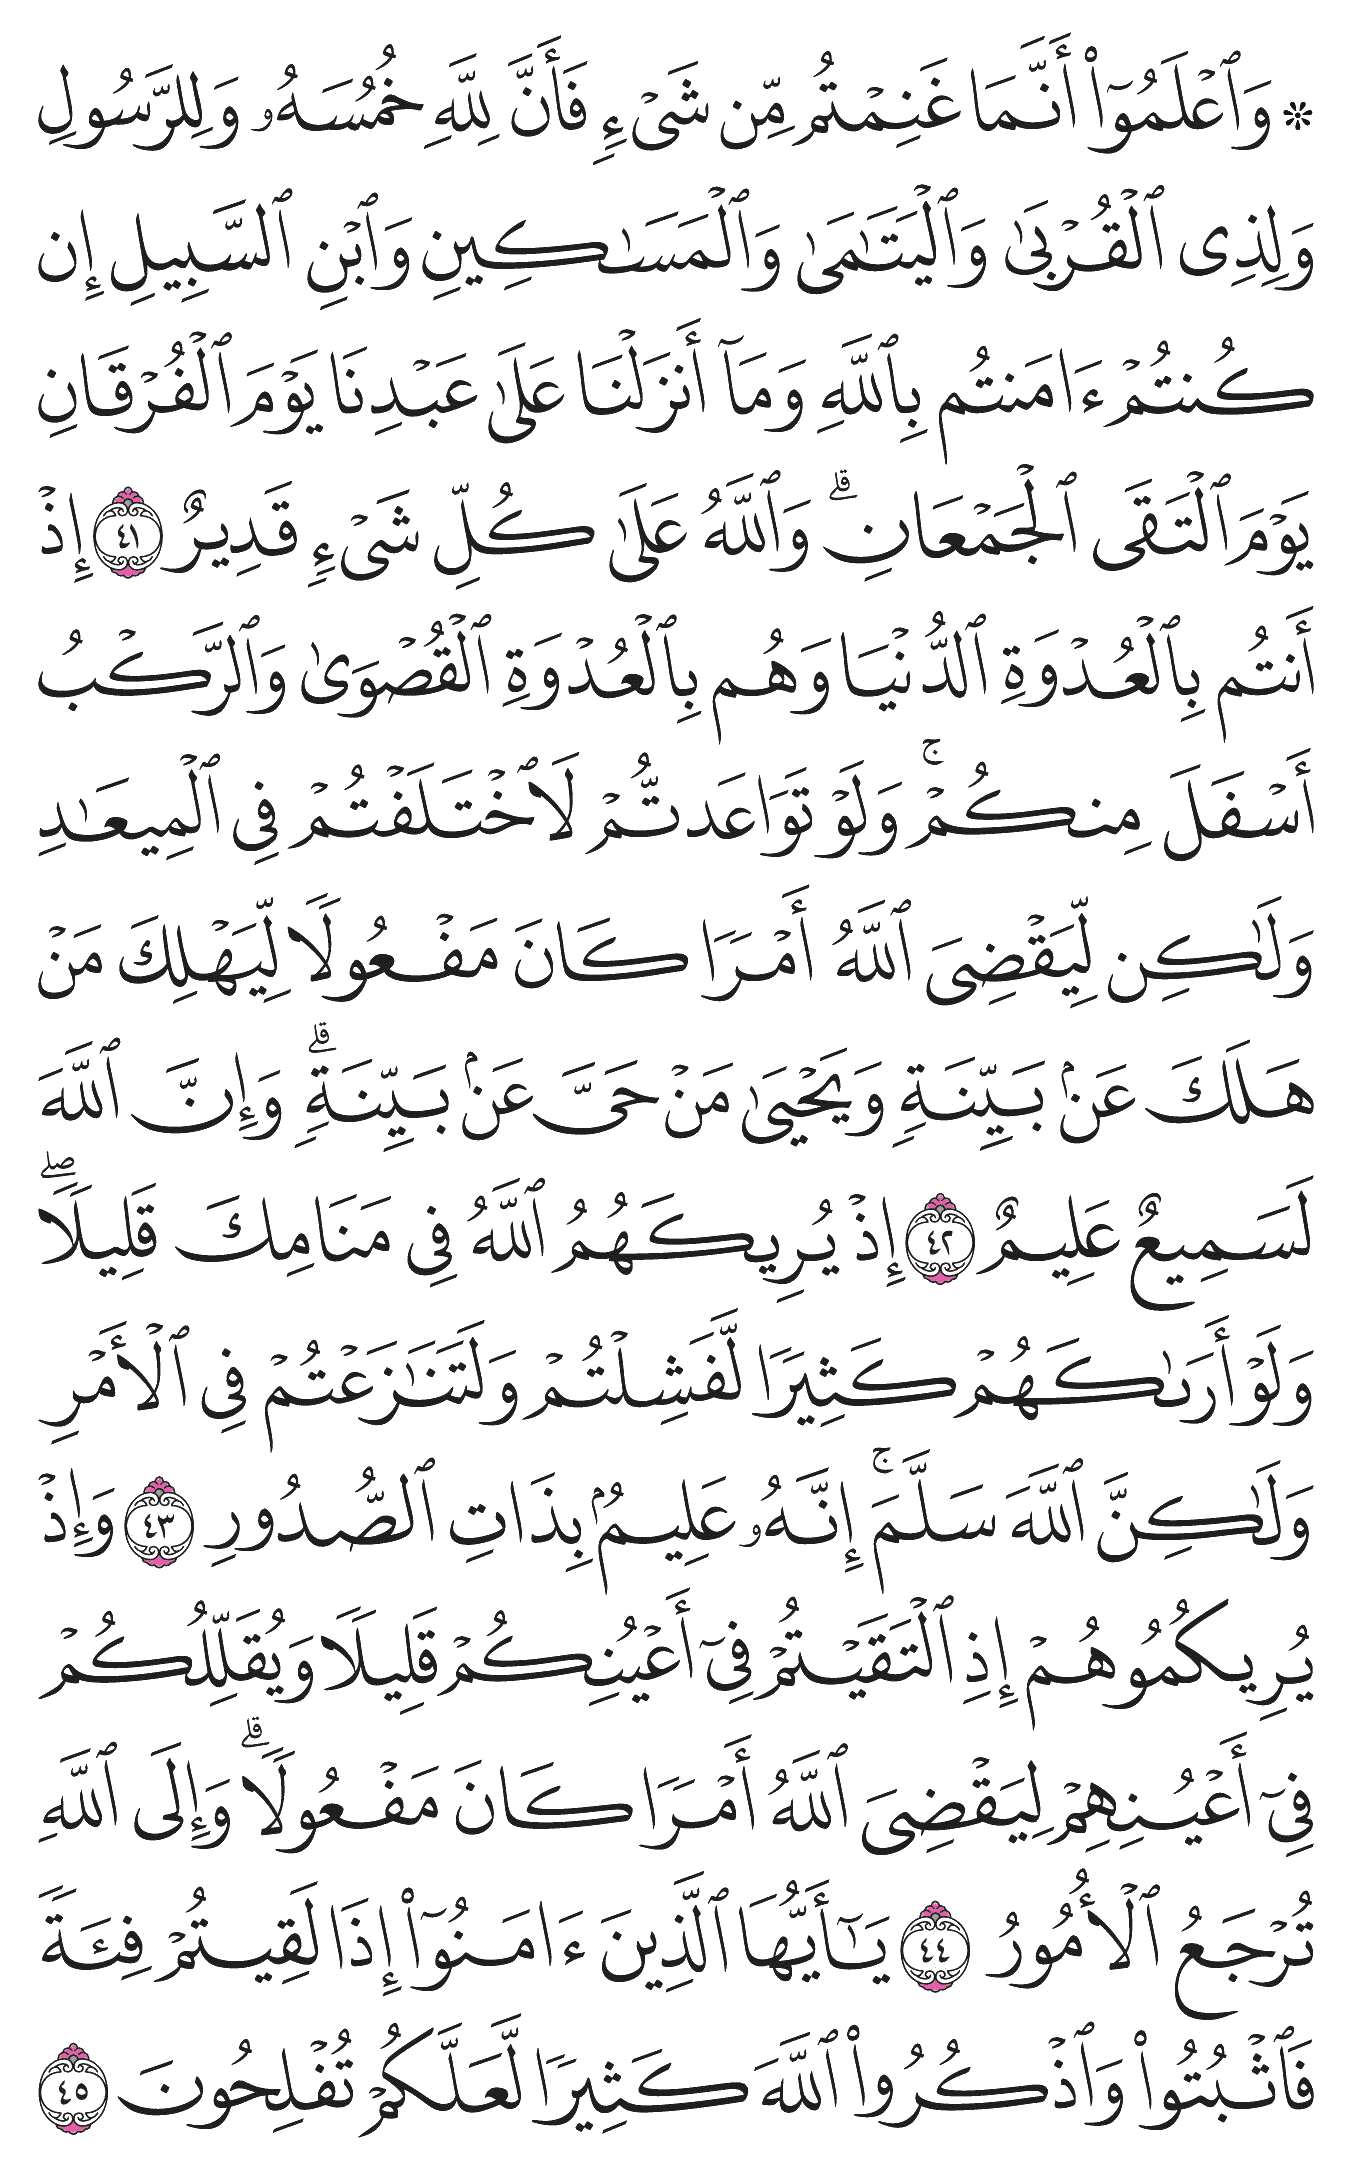 ۞ وَٱعۡلَمُوٓاْ أَنَّمَا غَنِمۡتُم مِّن شَيۡءٖ فَأَنَّ لِلَّهِ خُمُسَهُۥ وَلِلرَّسُولِ
وَلِذِي ٱلۡقُرۡبَىٰ وَٱلۡيَتَٰمَىٰ وَٱلۡمَسَٰكِينِ وَٱبۡنِ ٱلسَّبِيلِ إِن
كُنتُمۡ ءَامَنتُم بِٱللَّهِ وَمَآ أَنزَلۡنَا عَلَىٰ عَبۡدِنَا يَوۡمَ ٱلۡفُرۡقَانِ
يَوۡمَ ٱلۡتَقَى ٱلۡجَمۡعَانِۗ وَٱللَّهُ عَلَىٰ كُلِّ شَيۡءٖ قَدِيرٌ ٤١ إِذۡ
أَنتُم بِٱلۡعُدۡوَةِ ٱلدُّنۡيَا وَهُم بِٱلۡعُدۡوَةِ ٱلۡقُصۡوَىٰ وَٱلرَّكۡبُ
أَسۡفَلَ مِنكُمۡۚ وَلَوۡ تَوَاعَدتُّمۡ لَٱخۡتَلَفۡتُمۡ فِي ٱلۡمِيعَٰدِ
وَلَٰكِن لِّيَقۡضِيَ ٱللَّهُ أَمۡرٗا كَانَ مَفۡعُولٗا لِّيَهۡلِكَ مَنۡ
هَلَكَ عَنۢ بَيِّنَةٖ وَيَحۡيَىٰ مَنۡ حَيَّ عَنۢ بَيِّنَةٖۗ وَإِنَّ ٱللَّهَ
لَسَمِيعٌ عَلِيمٌ ٤٢ إِذۡ يُرِيكَهُمُ ٱللَّهُ فِي مَنَامِكَ قَلِيلٗاۖ
وَلَوۡ أَرَىٰكَهُمۡ كَثِيرٗا لَّفَشِلۡتُمۡ وَلَتَنَٰزَعۡتُمۡ فِي ٱلۡأَمۡرِ
وَلَٰكِنَّ ٱللَّهَ سَلَّمَۚ إِنَّهُۥ عَلِيمُۢ بِذَاتِ ٱلصُّدُورِ ٤٣ وَإِذۡ
يُرِيكُمُوهُمۡ إِذِ ٱلۡتَقَيۡتُمۡ فِيٓ أَعۡيُنِكُمۡ قَلِيلٗا وَيُقَلِّلُكُمۡ
فِيٓ أَعۡيُنِهِمۡ لِيَقۡضِيَ ٱللَّهُ أَمۡرٗا كَانَ مَفۡعُولٗاۗ وَإِلَى ٱللَّهِ
تُرۡجَعُ ٱلۡأُمُورُ ٤٤ يَٰٓأَيُّهَا ٱلَّذِينَ ءَامَنُوٓاْ إِذَا لَقِيتُمۡ فِئَةٗ
فَٱثۡبُتُواْ وَٱذۡكُرُواْ ٱللَّهَ كَثِيرٗا لَّعَلَّكُمۡ تُفۡلِحُونَ ٤٥